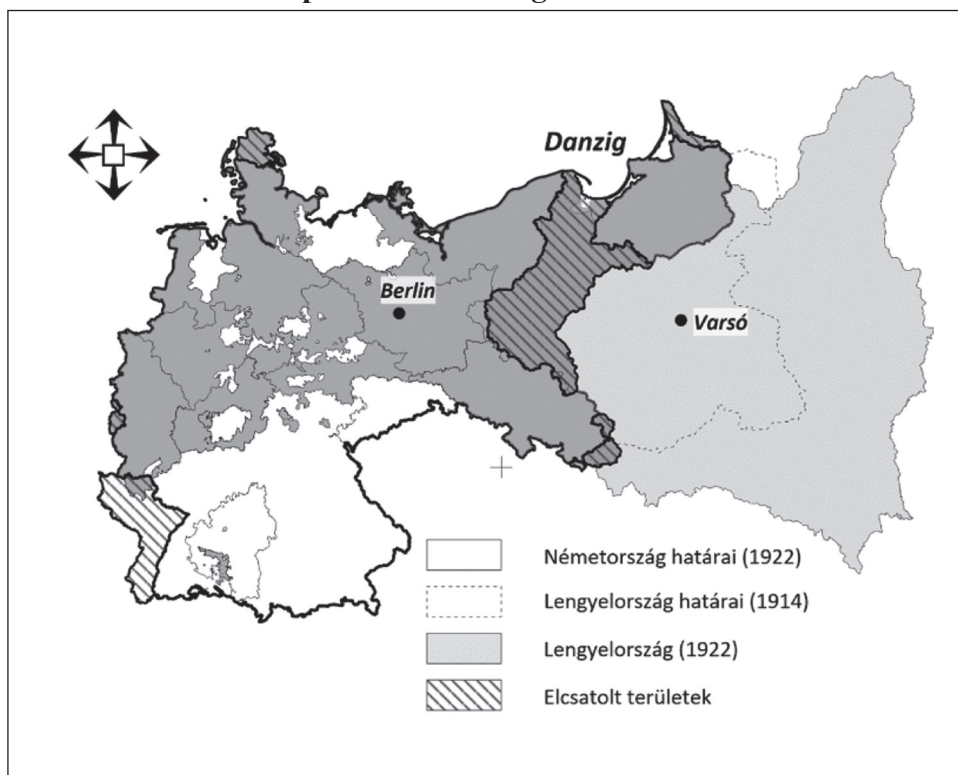 Danzig
Berlin
Varsó
Németország határai (1922)
Lengyelország határai (1914)
Lengyelország (1922)
Elcsatolt területek